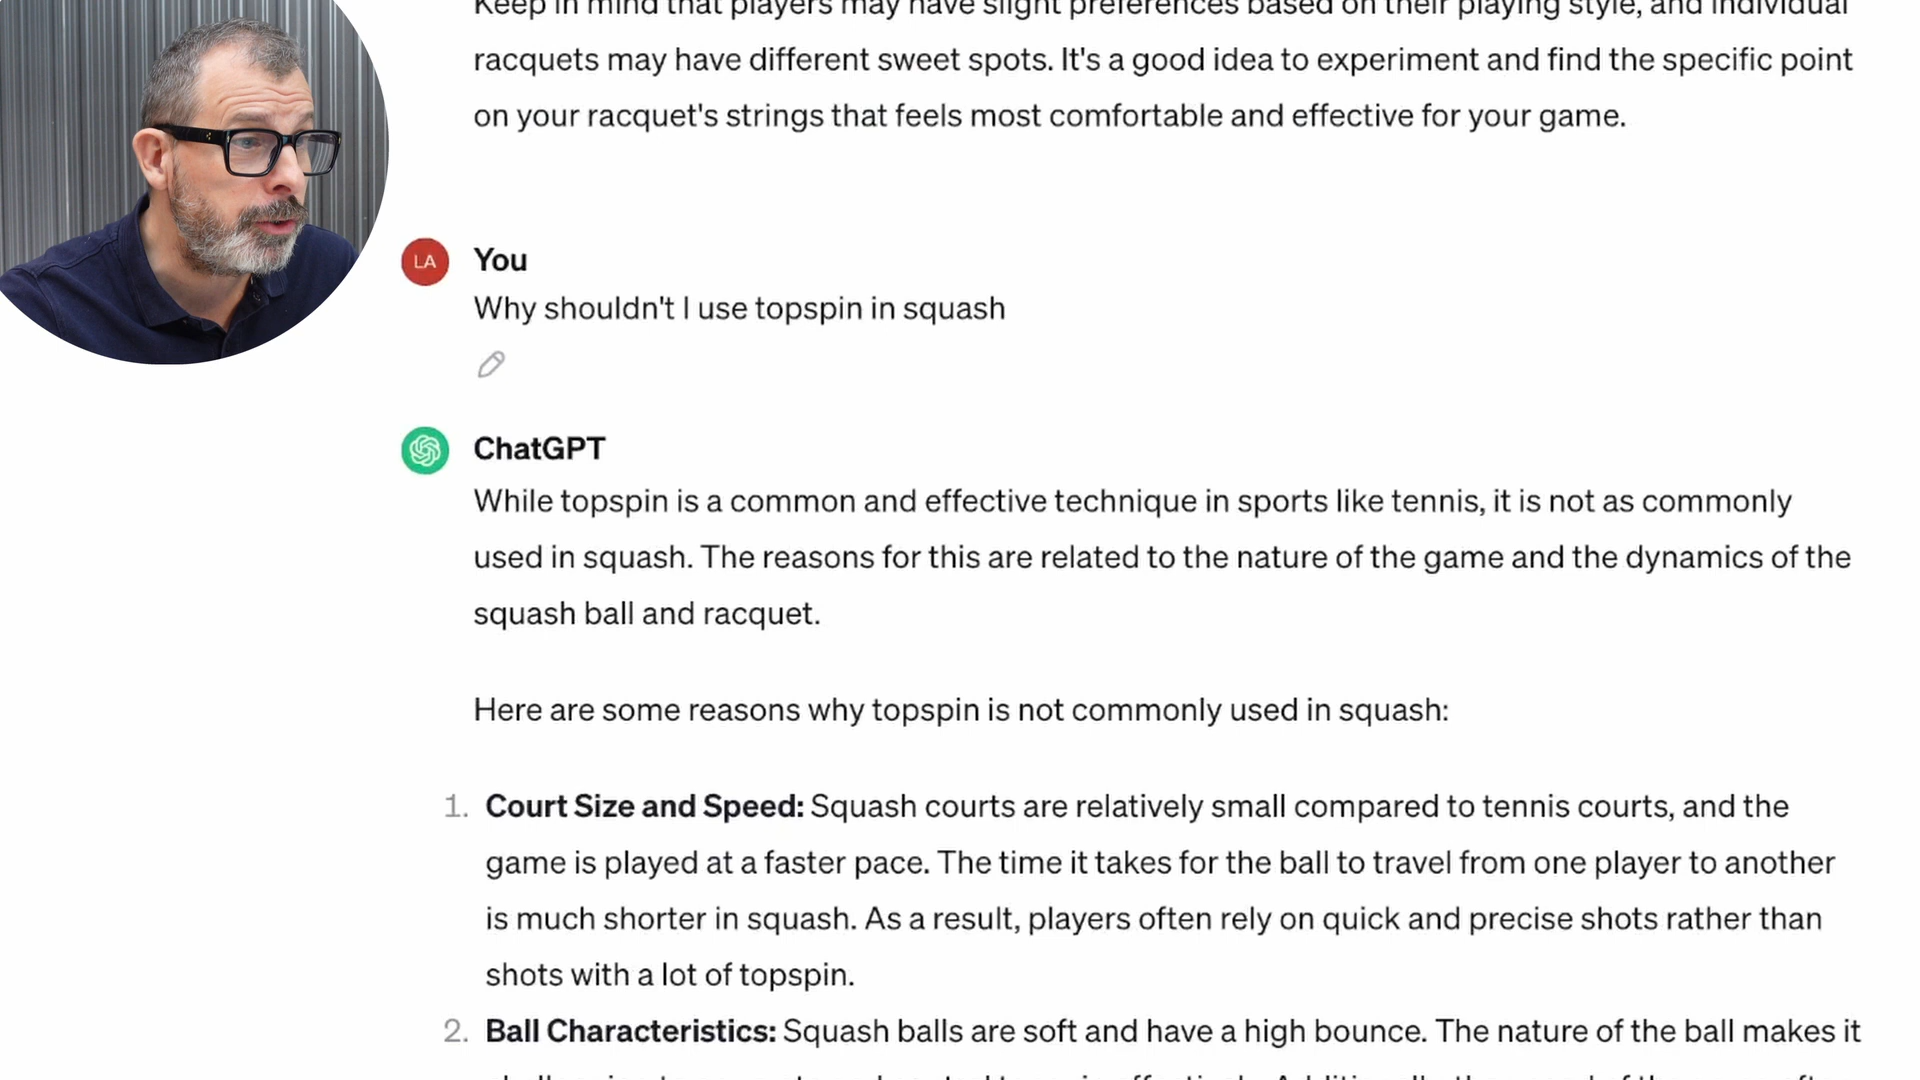 Keep in mind that players may have slight preferences based on their playing style, and individual
racquets may have different sweet spots. It's a good idea to experiment and find the specific point
on your racquet's strings that feels most comfortable and effective for your game.
LA
You
Why shouldn't I use topspin in squash
ChatGPT
While topspin is a common and effective technique in sports like tennis, it is not as commonly
used in squash. The reasons for this are related to the nature of the game and the dynamics of the
squash ball and racquet.
Here are some reasons why topspin is not commonly used in squash:
1. Court Size and Speed: Squash courts are relatively small compared to tennis courts, and the
game is played at a faster pace. The time it takes for the ball to travel from one player to another
is much shorter in squash. As a result, players often rely on quick and precise shots rather than
shots with a lot of topspin.
2. Ball Characteristics: Squash balls are soft and have a high bounce. The nature of the ball makes it